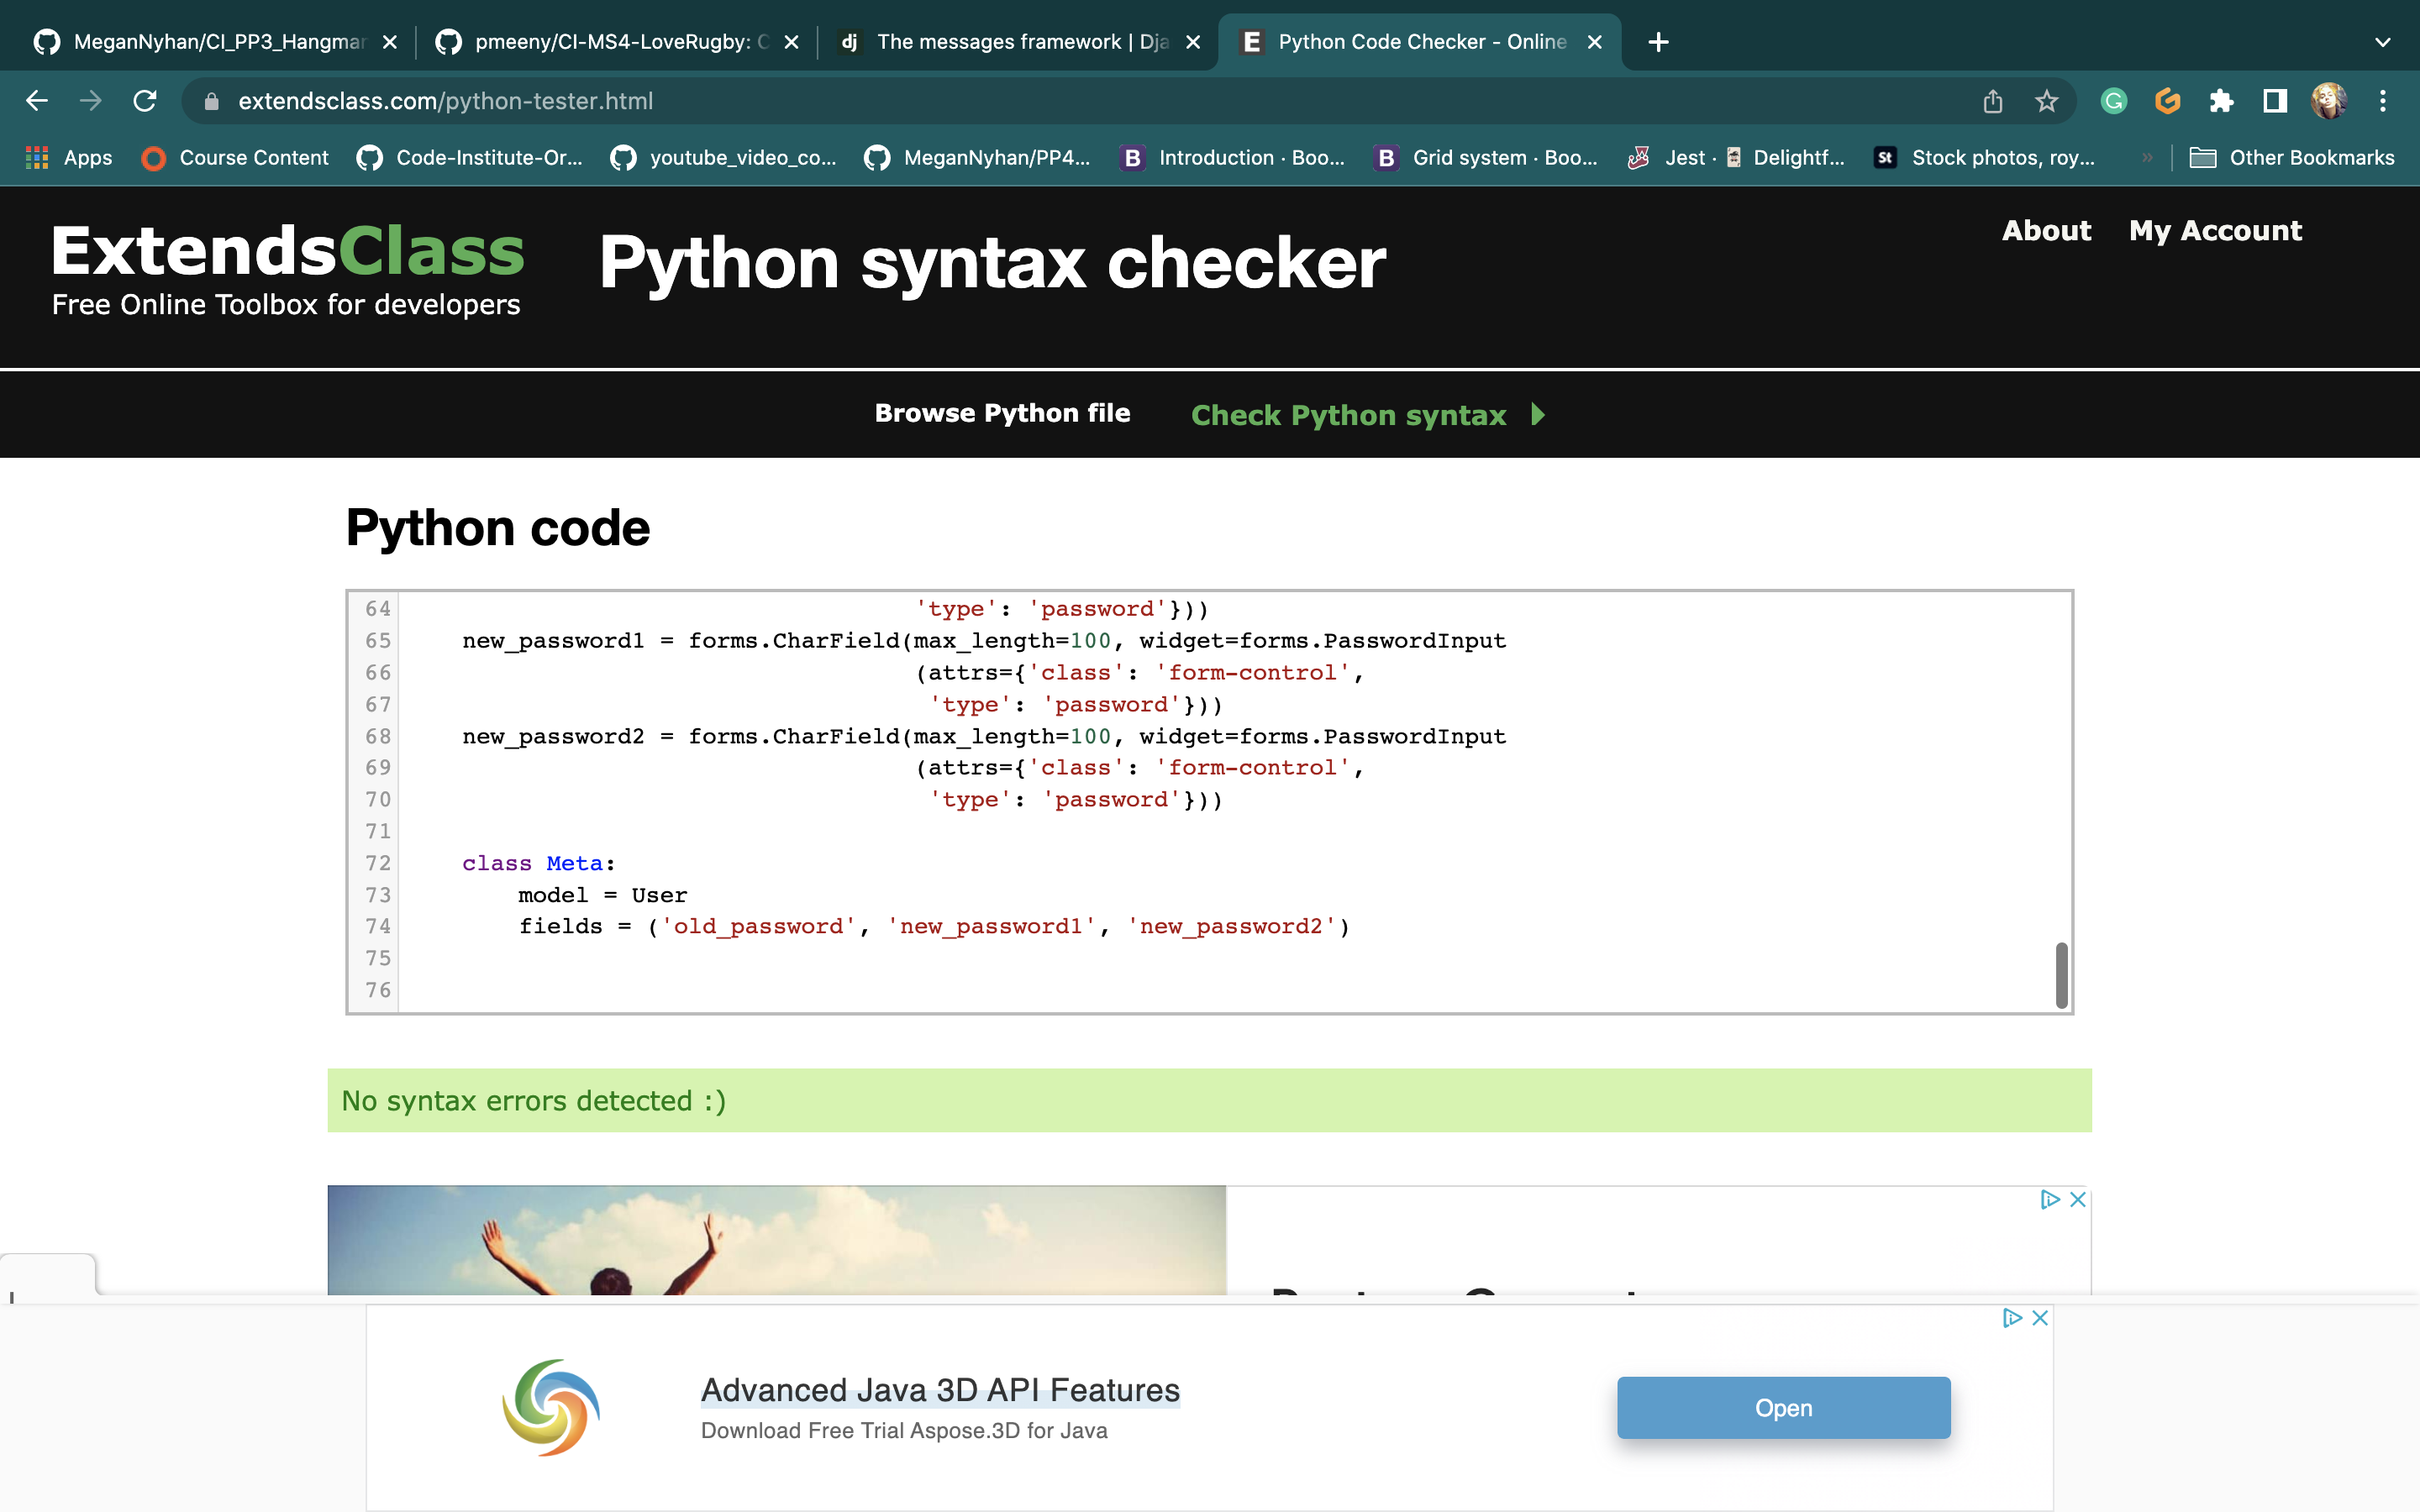 MeganNyhan/CI_PP3_Hangman
pmeeny/CI-MS4-LoveRugby: C
dj The messages framework | Dja
E Python Code Checker - Online
extendsclass.com/python-tester.html
Apps
Course Content
Code-Institute-Or...
youtube_video_co...
MeganNyhan/PP4...
B Introduction · Boo...
B Grid system · Boo...
Jest · Delightf...
St Stock photos, roy...
»
Other Bookmarks
ExtendsClass
Free Online Toolbox for developers
Python syntax checker
About
My Account
Browse Python file
Check Python syntax
Python code
64 'type': 'password'}))
65 new_password1 = forms.CharField(max_length=100, widget=forms.PasswordInput
66 (attrs={'class': 'form-control',
67 'type': 'password'}))
68 new_password2 = forms.CharField(max_length=100, widget=forms.PasswordInput
69 (attrs={'class': 'form-control',
70 'type': 'password'}))
71
72 class Meta:
73 model = User
74 fields = ('old_password', 'new_password1', 'new_password2')
75
76
No syntax errors detected :)
Advanced Java 3D API Features
Download Free Trial Aspose.3D for Java
Open